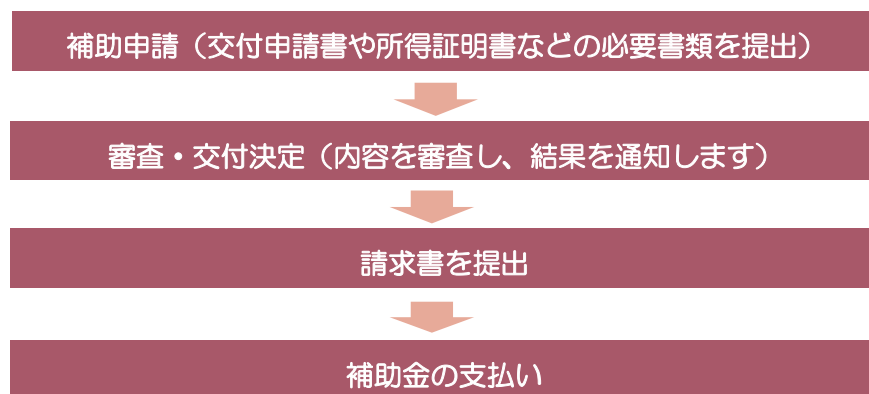 補助申請（交付申請書や所得証明書などの必要書類を提出）
審査・交付決定（内容を審査し、結果を通知します）
請求書を提出
補助金の支払い